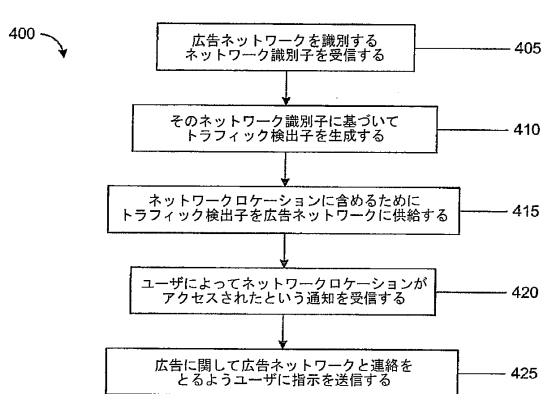 400
広告ネットワークを識別する
ネットワーク識別子を受信する
405
そのネットワーク識別子に基づいて
トラフィック検出子を生成する
410
ネットワークロケーションに含めるために
トラフィック検出子を広告ネットワークに供給する
415
ユーザによってネットワークロケーションが
アクセスされたという通知を受信する
420
広告に関して広告ネットワークと連絡を
とるようユーザに指示を送信する
425